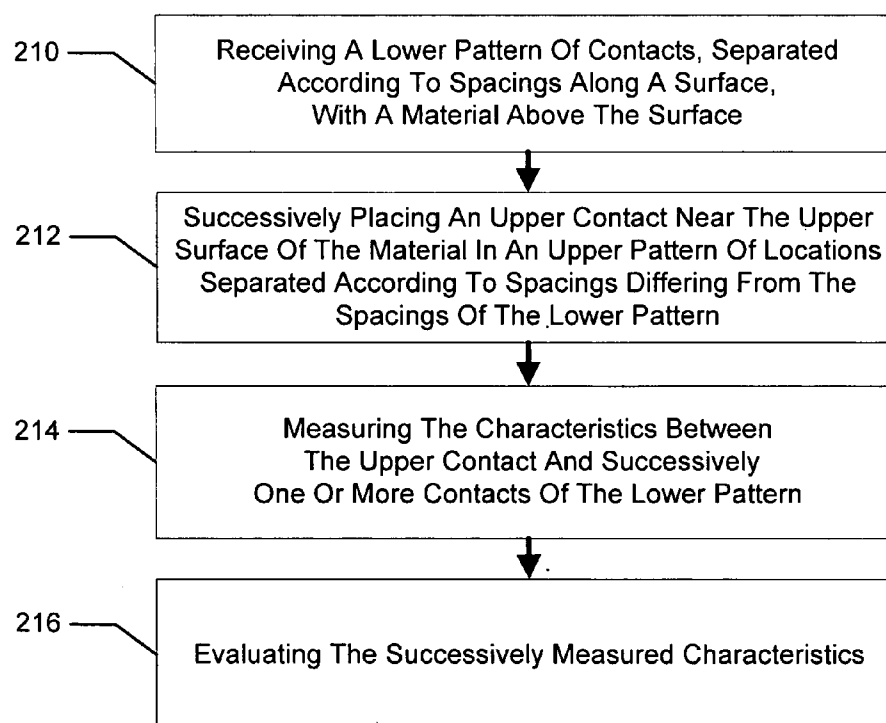 210
Receiving A Lower Pattern Of Contacts, Separated
According To Spacings Along A Surface,
With A Material Above The Surface
212
Successively Placing An Upper Contact Near The Upper
Surface Of The Material In An Upper Pattern Of Locations
Separated According To Spacings Differing From The
Spacings Of The Lower Pattern
214
Measuring The Characteristics Between
The Upper Contact And Successively
One Or More Contacts Of The Lower Pattern
216
Evaluating The Successively Measured Characteristics